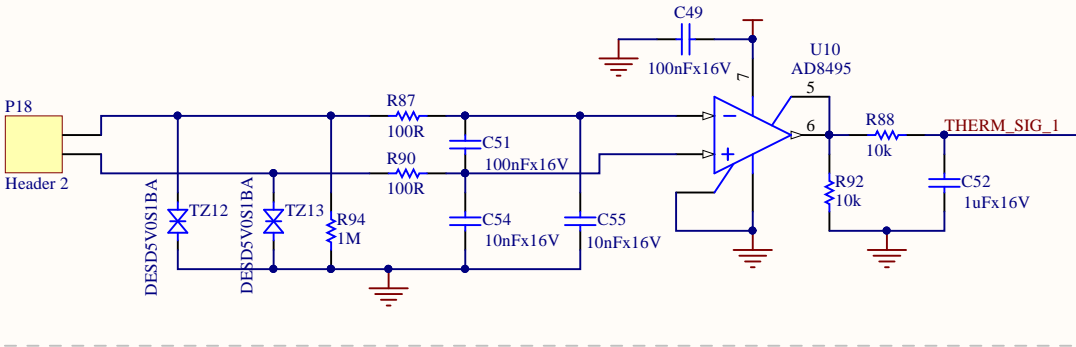 C49
100nFx16V
U10
AD8495
7
5
6
P18
Header 2
R87
100R
C51
100nFx16V
R90
100R
DESD5V0S1BA
TZ12
DESD5V0S1BA
TZ13
R94
1M
C54
10nFx16V
C55
10nFx16V
R88
10k
THERM_SIG_1
R92
10k
C52
1uFx16V